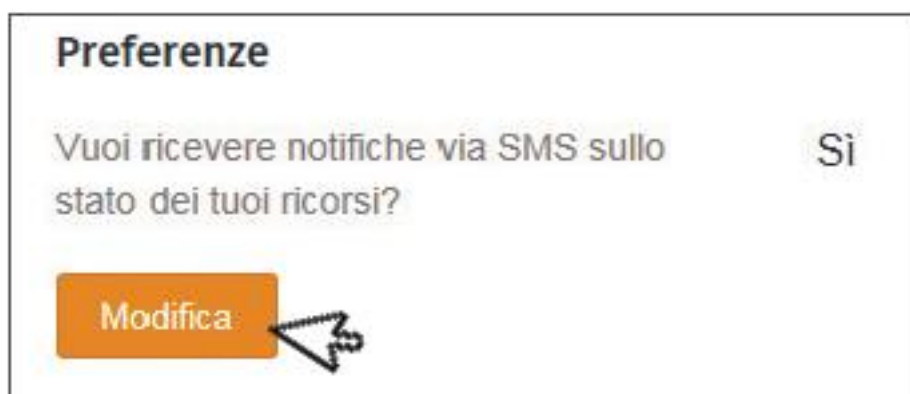 Preferenze
Vuoi ricevere notifiche via SMS sullo
stato dei tuoi ricorsi?
Sì
Modifica